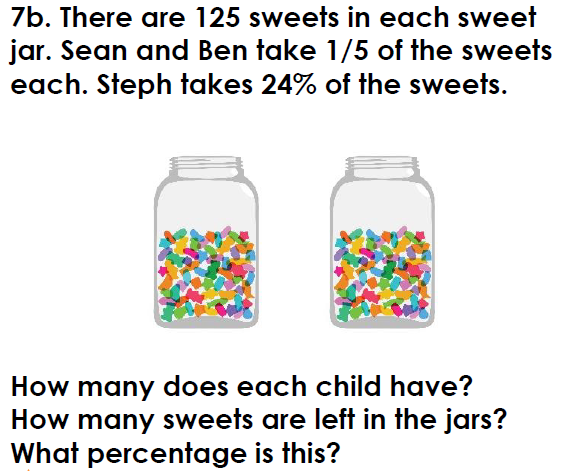 7b. There are 125 sweets in each sweet
jar. Sean and Ben take 1/5 of the sweets
each. Steph takes 24% of the sweets.
How many does each child have?
How many sweets are left in the jars?
What percentage is this?